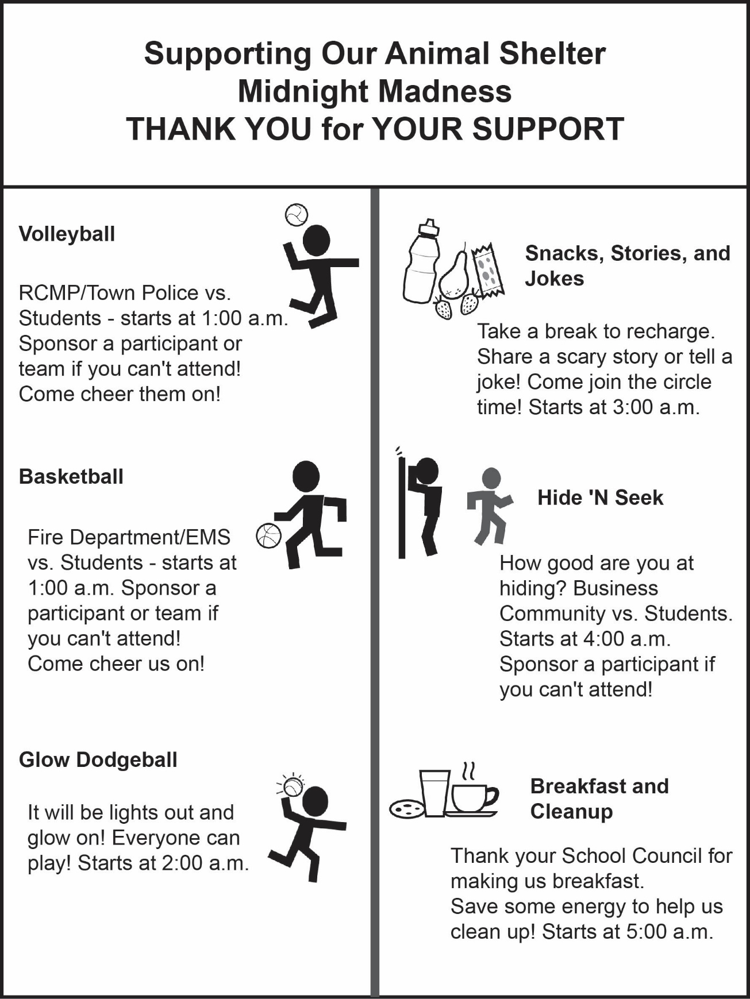 Supporting Our Animal Shelter
Midnight Madness
THANK YOU for YOUR SUPPORT
Volleyball
RCMP/Town Police vs.
Students - starts at 1:00 a.m.
Sponsor a participant or
team if you can't attend!
Come cheer them on!
Basketball
Fire Department/EMS
vs. Students - starts at
1:00 a.m. Sponsor a
participant or team if
you can't attend!
Come cheer us on!
Glow Dodgeball
It will be lights out and
glow on! Everyone can
play! Starts at 2:00 a.m.
Snacks, Stories, and
Jokes
Take a break to recharge.
Share a scary story or tell a
joke! Come join the circle
time! Starts at 3:00 a.m.
Hide 'N Seek
How good are you at
hiding? Business
Community vs. Students.
Starts at 4:00 a.m.
Sponsor a participant if
you can't attend!
Breakfast and
Cleanup
Thank your School Council for
making us breakfast.
Save some energy to help us
clean up! Starts at 5:00 a.m.